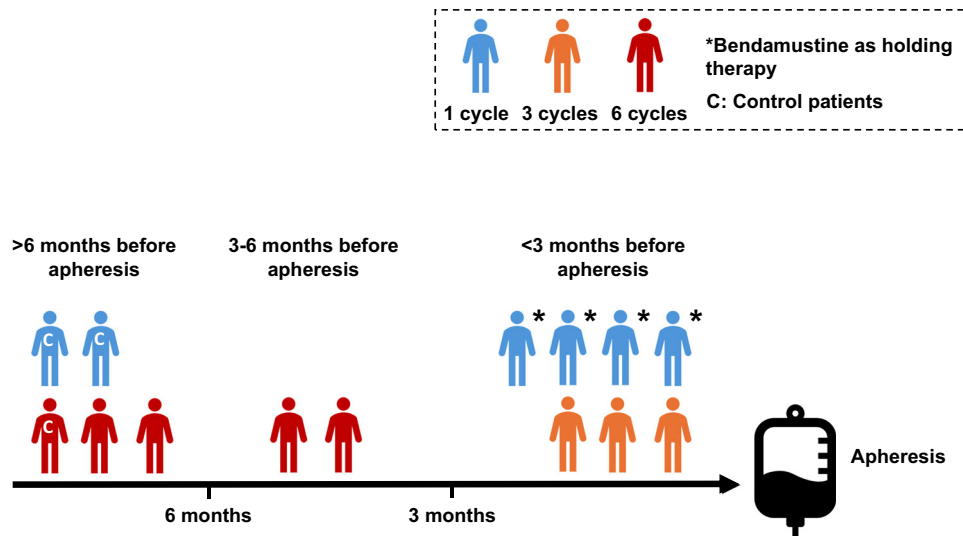 *Bendamustine as holding
therapy
C: Control patients
1 cycle 3 cycles 6 cycles
>6 months before
apheresis
3-6 months before
apheresis
<3 months before
apheresis
* * * *
C C
C
Apheresis
6 months
3 months